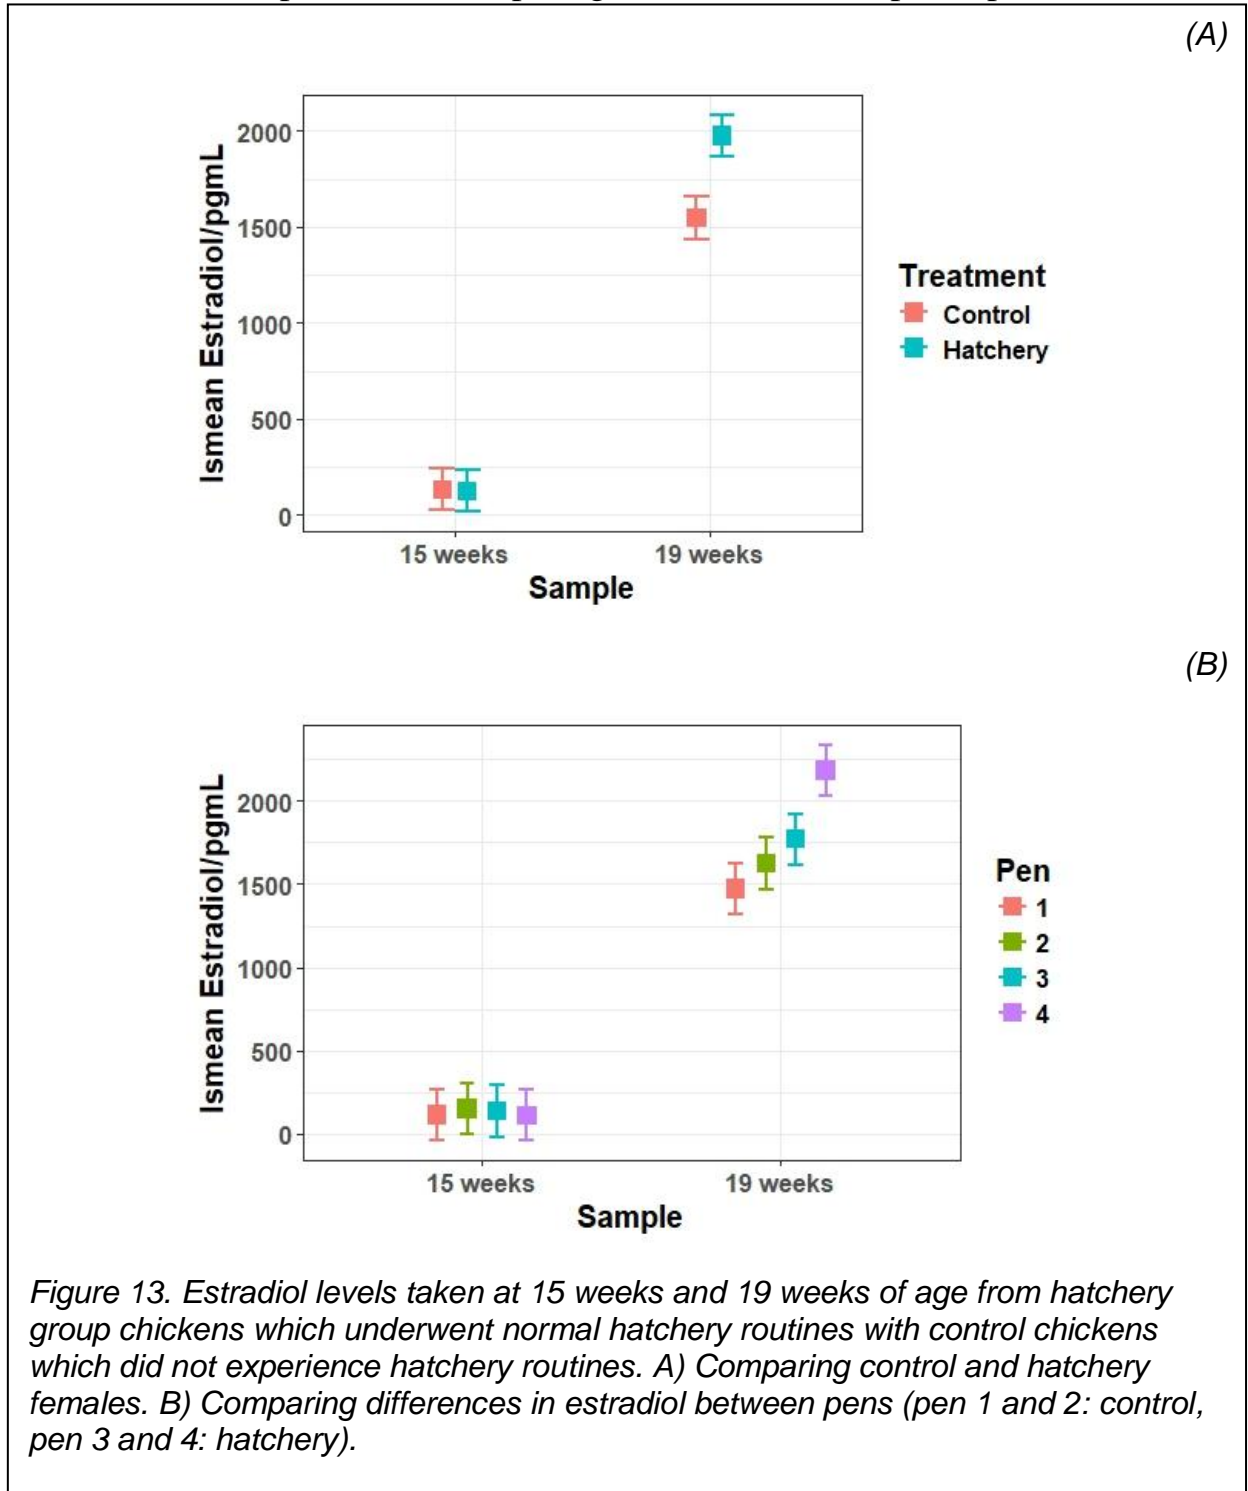 (A)
2000
1500
1000
500
0
lsmean Estradiol/pgmL
15 weeks
19 weeks
Sample
Treatment
Control
Hatchery
(B)
2000
1500
1000
500
0
lsmean Estradiol/pgmL
15 weeks
19 weeks
Sample
Pen
1
2
3
4
Figure 13. Estradiol levels taken at 15 weeks and 19 weeks of age from hatchery
group chickens which underwent normal hatchery routines with control chickens
which did not experience hatchery routines. A) Comparing control and hatchery
females. B) Comparing differences in estradiol between pens (pen 1 and 2: control,
pen 3 and 4: hatchery).